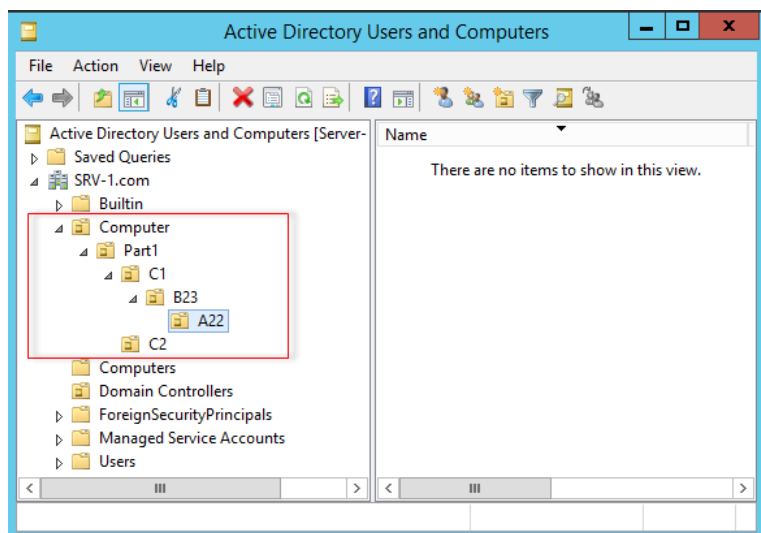 Active Directory Users and Computers
x
File Action View Help
Active Directory Users and Computers [Server-
Name
Saved Queries
There are no items to show in this view.
SRV-1.com
Builtin
Computer
Part1
C1
B23
A22
C2
Computers
Domain Controllers
ForeignSecurityPrincipals
Managed Service Accounts
Users